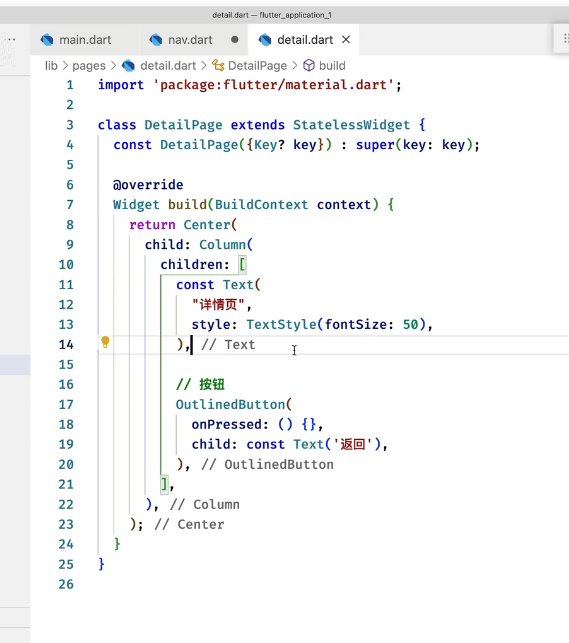 detail.dart — flutter_application_1
main.dart nav.dart detail.dart
lib > pages > detail.dart > DetailPage > build
1 import 'package:flutter/material.dart';
2
3 class DetailPage extends StatelessWidget {
4 const DetailPage({Key? key}) : super(key: key);
5
6 @override
7 Widget build(BuildContext context) {
8 return Center(
9 child: Column(
10 children: [
11 const Text(
12 "详情页",
13 style: TextStyle(fontSize: 50),
14 ), // Text
15
16 // 按钮
17 OutlinedButton(
18 onPressed: () {},
19 child: const Text('返回'),
20 ), // OutlinedButton
21 ],
22 ), // Column
23 ); // Center
24 }
25 }
26